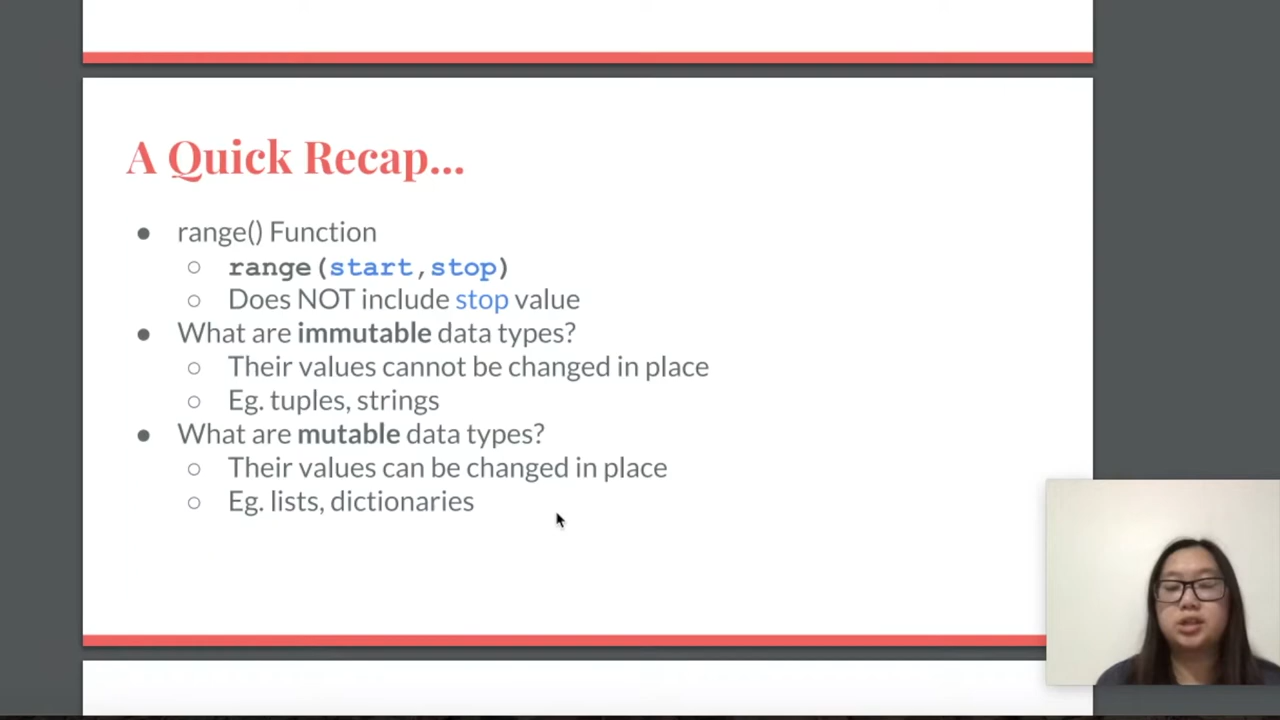 A Quick Recap...
● range() Function
○ range(start,stop)
○ Does NOT include stop value
● What are immutable data types?
○ Their values cannot be changed in place
○ Eg. tuples, strings
● What are mutable data types?
○ Their values can be changed in place
○ Eg. lists, dictionaries